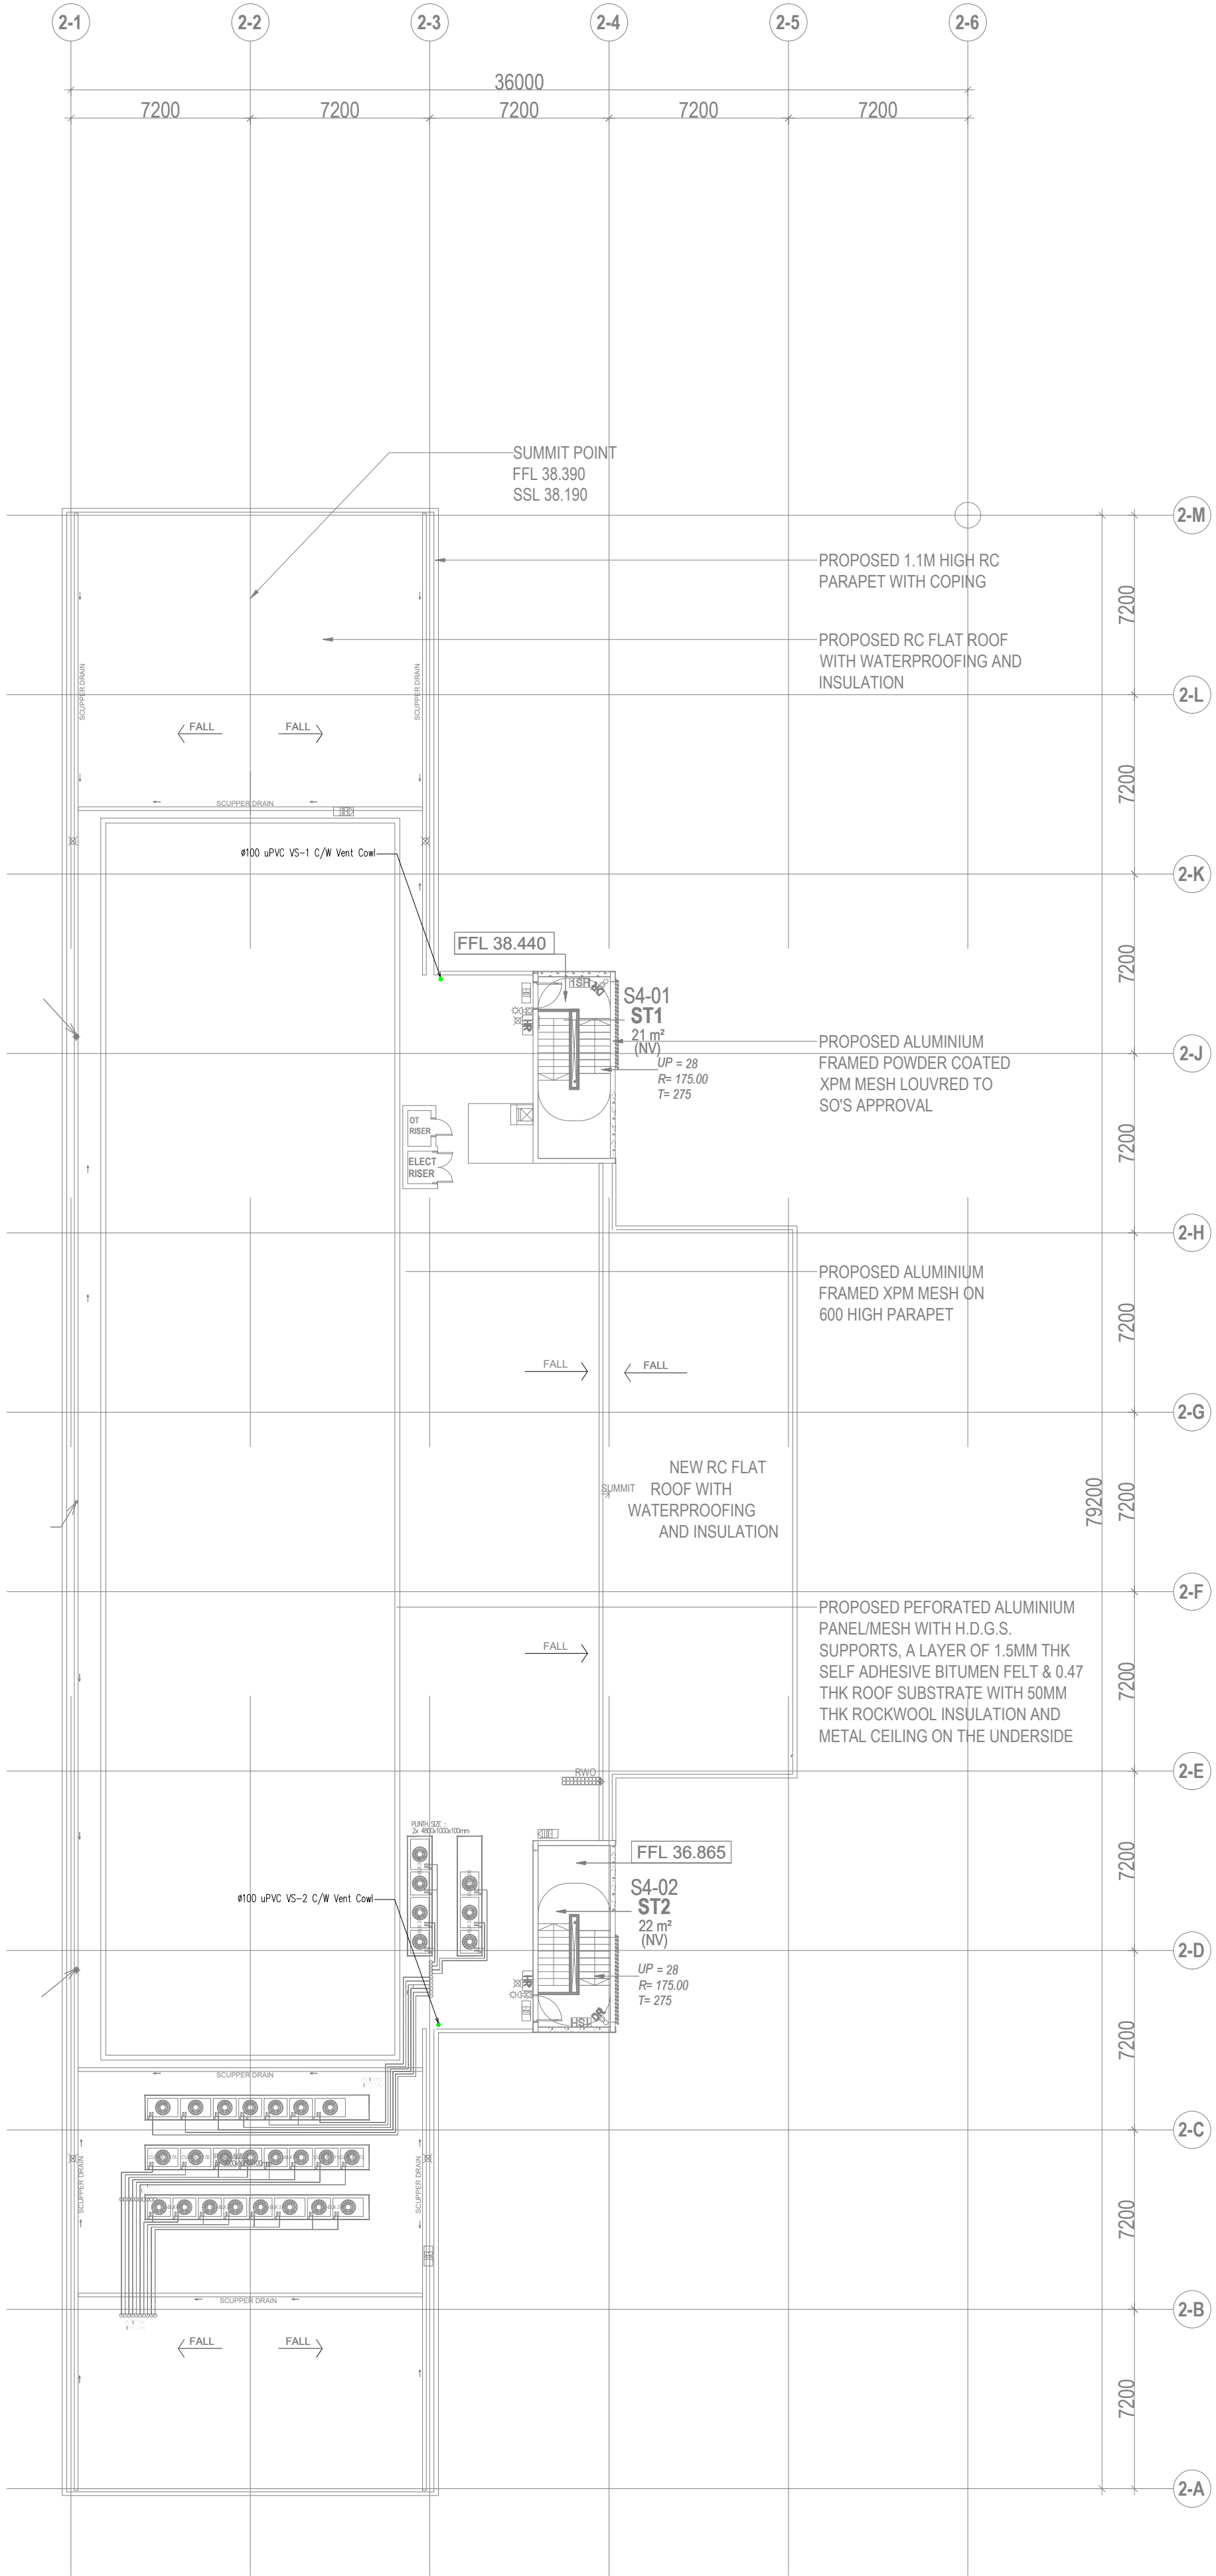 2-1
2-2
2-3
2-4
2-5
2-6
36000
7200
7200
7200
7200
7200
SUMMIT POINT
FFL 38.390
SSL 38.190
2-M
PROPOSED 1.1M HIGH RC
PARAPET WITH COPING
7200
PROPOSED RC FLAT ROOF
WITH WATERPROOFING AND
INSULATION
SCUPPER DRAIN
SCUPPER DRAIN
2-L
FALL
FALL
7200
SCUPPER DRAIN
ø100 uPVC VS-1 C/W Vent Cowl
2-K
FFL 38.440
7200
HSL
DR
S4-01
ST1
21 m²
(NV)
HR
UP = 28
R= 175.00
T= 275
PROPOSED ALUMINIUM
FRAMED POWDER COATED
XPM MESH LOUVRED TO
SO'S APPROVAL
2-J
OT
RISER
ELECT
RISER
7200
2-H
PROPOSED ALUMINIUM
FRAMED XPM MESH ON
600 HIGH PARAPET
7200
FALL
FALL
2-G
NEW RC FLAT
ROOF WITH
WATERPROOFING
AND INSULATION
SUMMIT
79200
7200
2-F
PROPOSED PEFORATED ALUMINIUM
PANEL/MESH WITH H.D.G.S.
SUPPORTS, A LAYER OF 1.5MM THK
SELF ADHESIVE BITUMEN FELT & 0.47
THK ROOF SUBSTRATE WITH 50MM
THK ROCKWOOL INSULATION AND
METAL CEILING ON THE UNDERSIDE
FALL
7200
RWO
2-E
PLINTH SIZE :
2x 4800x1000x100mm
FFL 36.865
7200
ø100 uPVC VS-2 C/W Vent Cowl
S4-02
ST2
22 m²
(NV)
2-D
HR
UP = 28
R= 175.00
T= 275
HSL
DR
7200
SCUPPER DRAIN
2-C
SCUPPER DRAIN
SCUPPER DRAIN
7200
SCUPPER DRAIN
2-B
FALL
FALL
7200
2-A